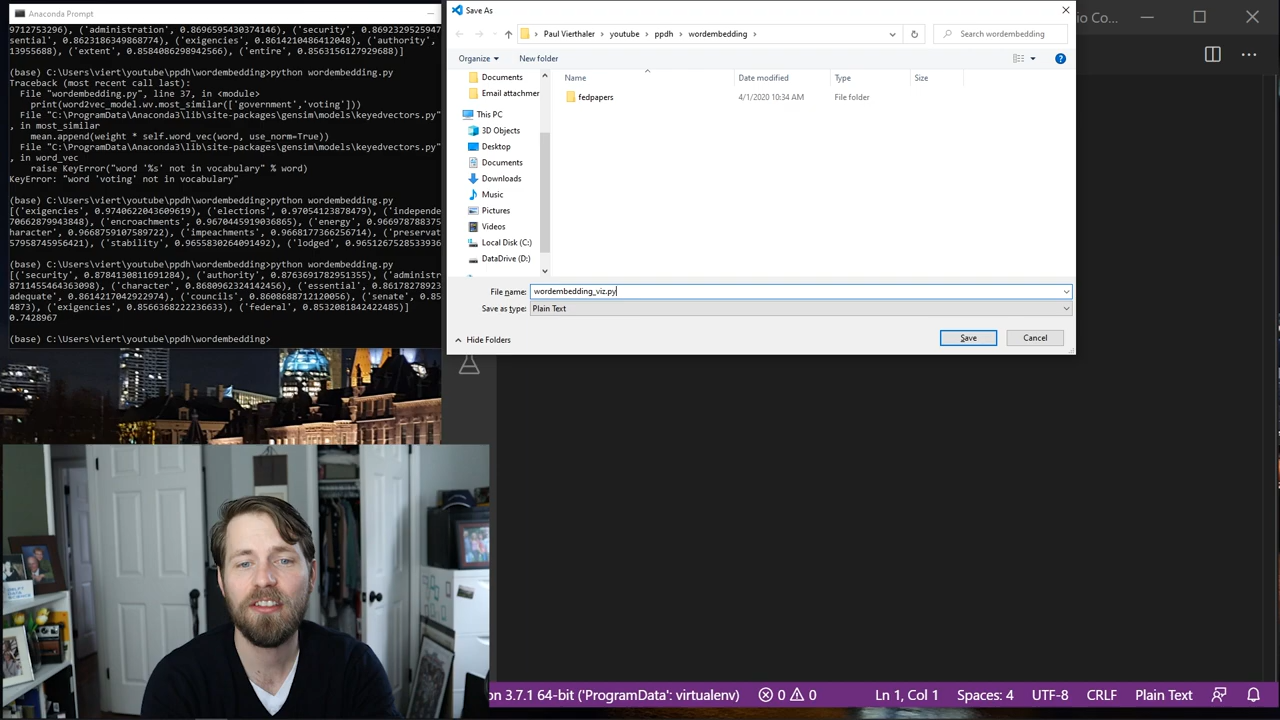 Anaconda Prompt
9712753296), ('administration', 0.8696595430374146), ('security', 0.8692329525947
sential', 0.8623186349868774), ('exigencies', 0.8614210486412048), ('authority',
13955688), ('extent', 0.8584086298942566), ('entire', 0.8563156127929688)]
(base) C:\Users\viert\youtube\ppdh\wordembedding>python wordembedding.py
Traceback (most recent call last):
File "wordembedding.py", line 37, in <module>
print(word2vec_model.wv.most_similar(['government','voting']))
File "C:\ProgramData\Anaconda3\lib\site-packages\gensim\models\keyedvectors.py"
, in most_similar
mean.append(weight * self.word_vec(word, use_norm=True))
File "C:\ProgramData\Anaconda3\lib\site-packages\gensim\models\keyedvectors.py"
, in word_vec
raise KeyError("word '%s' not in vocabulary" % word)
KeyError: "word 'voting' not in vocabulary"
(base) C:\Users\viert\youtube\ppdh\wordembedding>python wordembedding.py
[('exigencies', 0.9740622043609619), ('elections', 0.97054123878479), ('independe
70662879943848), ('encroachments', 0.9670445919036865), ('energy', 0.966978788375
haracter', 0.9668759107589722), ('impeachments', 0.9668177366256714), ('preservat
57958745956421), ('stability', 0.9655830264091492), ('lodged', 0.9651267528533936
(base) C:\Users\viert\youtube\ppdh\wordembedding>python wordembedding.py
[('security', 0.8784130811691284), ('authority', 0.8763691782951355), ('administr
8711455464363098), ('character', 0.8680962324142456), ('essential', 0.86178278923
adequate', 0.8614217042922974), ('councils', 0.8608688712120056), ('senate', 0.85
4873), ('exigencies', 0.8566368222236633), ('federal', 0.8532081842422485)]
0.7428967
(base) C:\Users\viert\youtube\ppdh\wordembedding>
Save As
Paul Vierthaler > youtube > ppdh > wordembedding >
Search wordembedding
Organize
New folder
Name
Date modified
Type
Size
Documents
Email attachmer
This PC
3D Objects
Desktop
Documents
Downloads
Music
Pictures
Videos
Local Disk (C:)
DataDrive (D:)
fedpapers
4/1/2020 10:34 AM
File folder
File name:
wordembedding_viz.py
Save as type:
Plain Text
Hide Folders
Save
Cancel
io Co...
on 3.7.1 64-bit ('ProgramData': virtualenv)
0
0
Ln 1, Col 1
Spaces: 4
UTF-8
CRLF
Plain Text